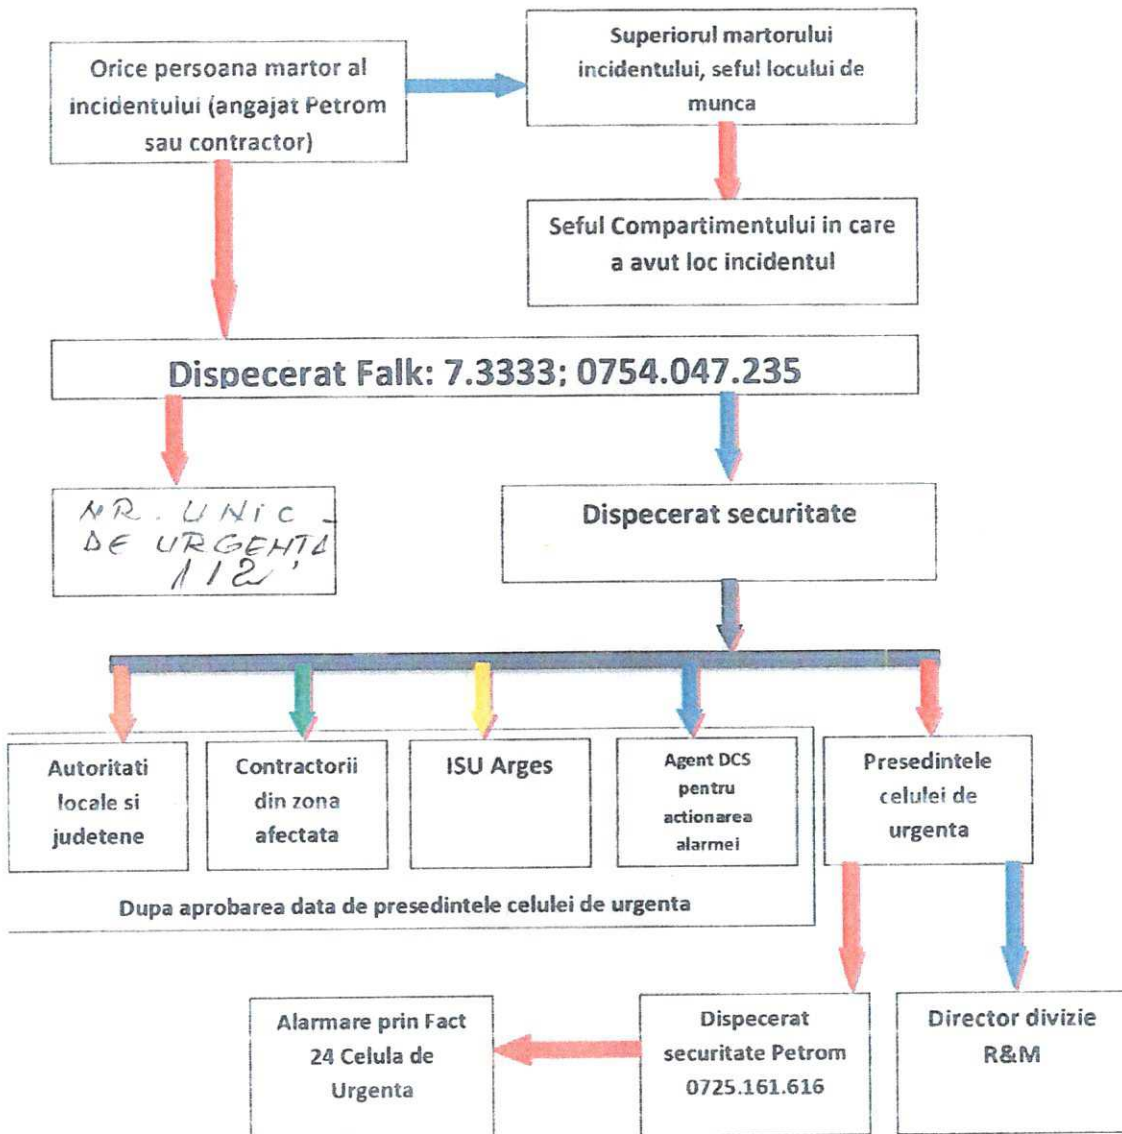 Orice persoana martor al
incidentului (angajat Petrom
sau contractor)
Superiorul martorului
incidentului, seful locului de
munca
Seful Compartimentului in care
a avut loc incidentul
Dispecerat Falk: 7.3333; 0754.047.235
NR. UNIC
DE URGENTA
112
Dispecerat securitate
Autoritati
locale si
judetene
Contractorii
din zona
afectata
ISU Arges
Agent DCS
pentru
actionarea
alarmei
Presedintele
celulei de
urgenta
Dupa aprobarea data de presedintele celulei de urgenta
Alarmare prin Fact
24 Celula de
Urgenta
Dispecerat
securitate Petrom
0725.161.616
Director divizie
R&M